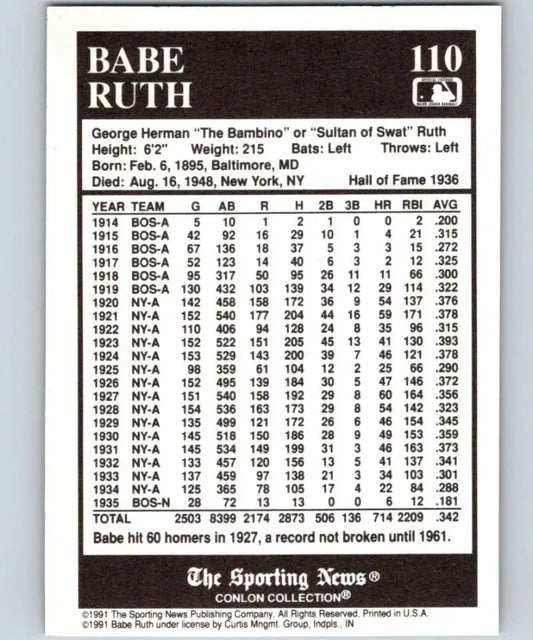 BABE 110
RUTH
George Herman "The Bambino" or "Sultan of Swat" Ruth
Height: 6'2" Weight: 215 Bats: Left Throws: Left
Born: Feb. 6, 1895, Baltimore, MD
Died: Aug. 16, 1948, New York, NY Hall of Fame 1936
YEAR TEAM G AB R H 2B 3B HR RBI AVG
1914 BOS-A 5 10 1 2 1 0 0 2 .200
1915 BOS-A 42 92 16 29 10 1 4 21 .315
1916 BOS-A 67 136 18 37 5 3 3 15 .272
1917 BOS-A 52 123 14 40 6 3 2 12 .325
1918 BOS-A 95 317 50 95 26 11 11 66 .300
1919 BOS-A 130 432 103 139 34 12 29 114 .322
1920 NY-A 142 458 158 172 36 9 54 137 .376
1921 NY-A 152 540 177 204 44 16 59 171 .378
1922 NY-A 110 406 94 128 24 8 35 96 .315
1923 NY-A 152 522 151 205 45 13 41 130 .393
1924 NY-A 153 529 143 200 39 7 46 121 .378
1925 NY-A 98 359 61 104 12 2 25 66 .290
1926 NY-A 152 495 139 184 30 5 47 146 .372
1927 NY-A 151 540 158 192 29 8 60 164 .356
1928 NY-A 154 536 163 173 29 8 54 142 .323
1929 NY-A 135 499 121 172 26 6 46 154 .345
1930 NY-A 145 518 150 186 28 9 49 153 .359
1931 NY-A 145 534 149 199 31 3 46 163 .373
1932 NY-A 133 457 120 156 13 5 41 137 .341
1933 NY-A 137 459 97 138 21 3 34 103 .301
1934 NY-A 125 365 78 105 17 4 22 84 .288
1935 BOS-N 28 72 13 13 0 0 6 12 .181
TOTAL 2503 8399 2174 2873 506 136 714 2209 .342
Babe hit 60 homers in 1927, a record not broken until 1961.
The Sporting News®
CONLON COLLECTION®
©1991 The Sporting News Publishing Company. All Rights Reserved. Printed in U.S.A.
©1991 Babe Ruth under license by Curtis Mngmt. Group, Indpls., IN